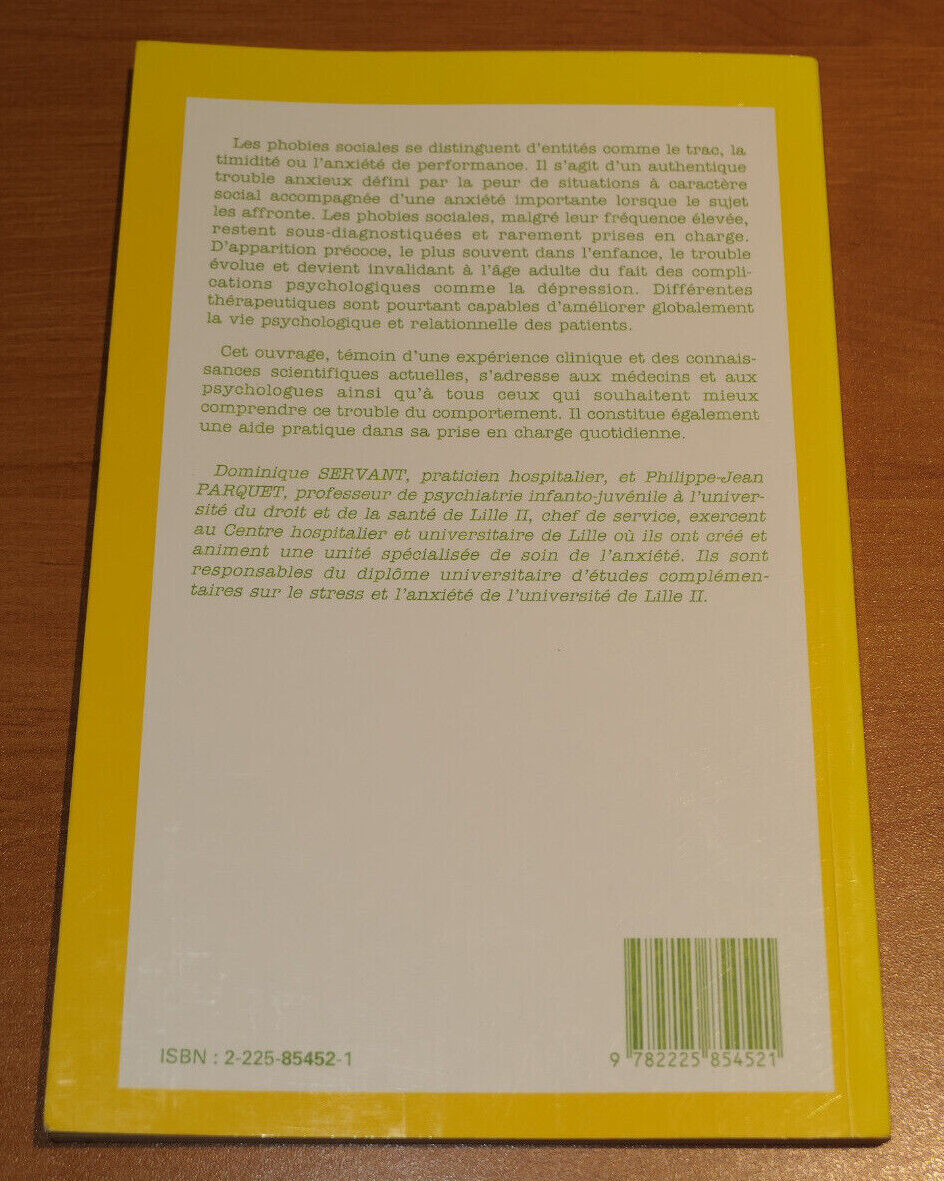 Les phobies sociales se distinguent d'entités comme le trac, la
timidité ou l'anxiété de performance. Il s'agit d'un authentique
trouble anxieux défini par la peur de situations à caractère
social accompagnée d'une anxiété importante lorsque le sujet
les affronte. Les phobies sociales, malgré leur fréquence élevée,
restent sous-diagnostiquées et rarement prises en charge.
D'apparition précoce, le plus souvent dans l'enfance, le trouble
évolue et devient invalidant à l'âge adulte du fait des compli-
cations psychologiques comme la dépression. Différentes
thérapeutiques sont pourtant capables d'améliorer globalement
la vie psychologique et relationnelle des patients.
Cet ouvrage, témoin d'une expérience clinique et des connais-
sances scientifiques actuelles, s'adresse aux médecins et aux
psychologues ainsi qu'à tous ceux qui souhaitent mieux
comprendre ce trouble du comportement. Il constitue également
une aide pratique dans sa prise en charge quotidienne.
Dominique SERVANT, praticien hospitalier, et Philippe-Jean
PARQUET, professeur de psychiatrie infanto-juvénile à l'univer-
sité du droit et de la santé de Lille II, chef de service, exercent
au Centre hospitalier et universitaire de Lille où ils ont créé et
animent une unité spécialisée de soin de l'anxiété. Ils sont
responsables du diplôme universitaire d'études complémen-
taires sur le stress et l'anxiété de l'université de Lille II.
ISBN : 2-225-85452-1
9 782225 854521